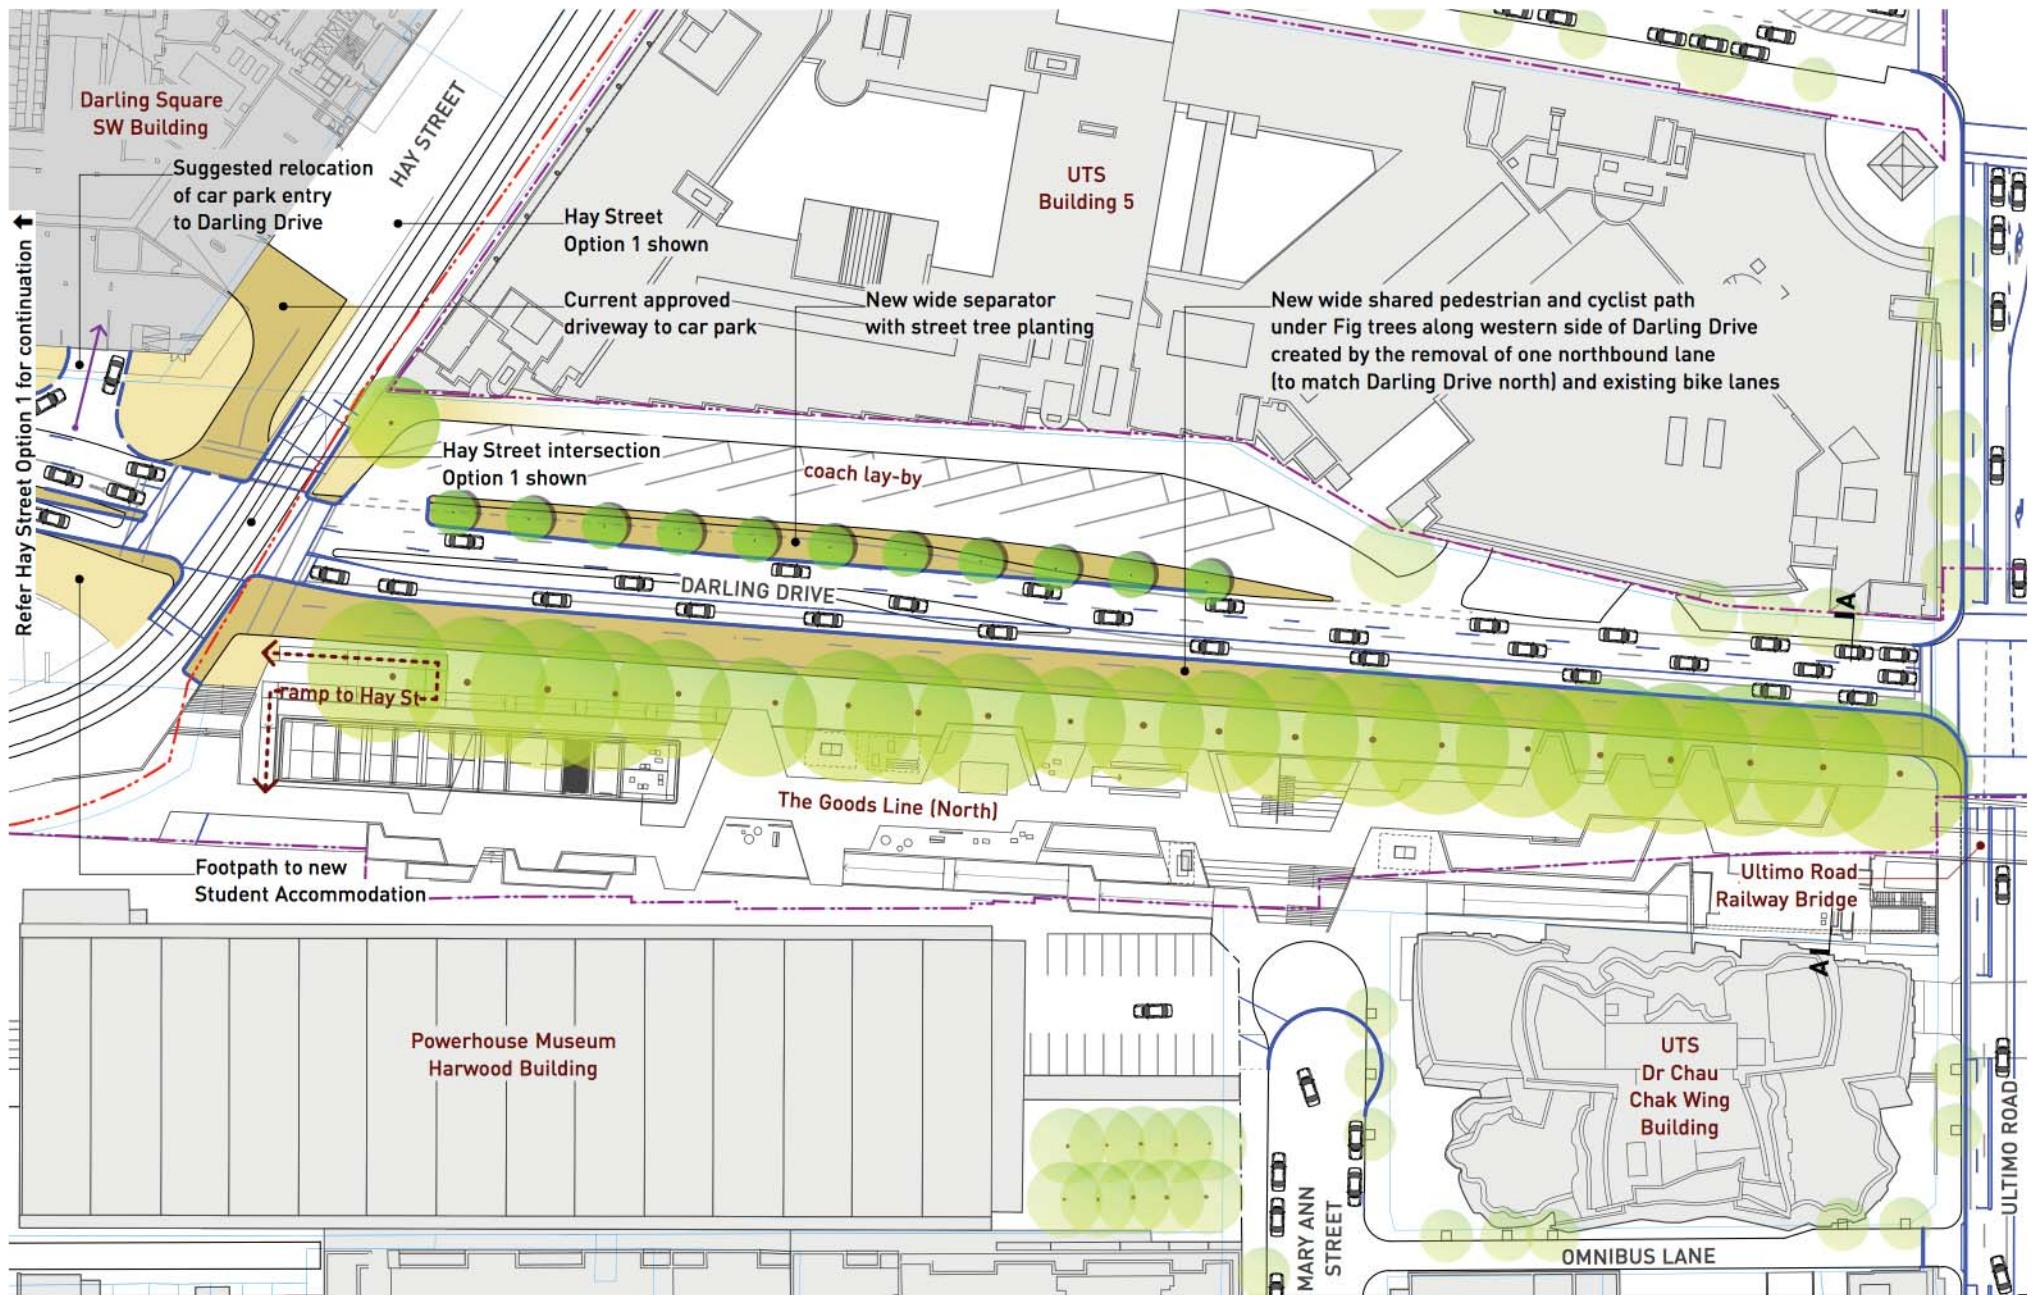 Darling Square
SW Building
Suggested relocation
of car park entry
to Darling Drive
HAY STREET
Hay Street
Option 1 shown
UTS
Building 5
Refer Hay Street Option 1 for continuation
Current approved
driveway to car park
New wide separator
with street tree planting
New wide shared pedestrian and cyclist path
under Fig trees along western side of Darling Drive
created by the removal of one northbound lane
(to match Darling Drive north) and existing bike lanes
Hay Street intersection
Option 1 shown
coach lay-by
DARLING DRIVE
A
ramp to Hay St
The Goods Line (North)
Footpath to new
Student Accommodation
Ultimo Road
Railway Bridge
A
Powerhouse Museum
Harwood Building
UTS
Dr Chau
Chak Wing
Building
MARY ANN
STREET
OMNIBUS LANE
ULTIMO ROAD